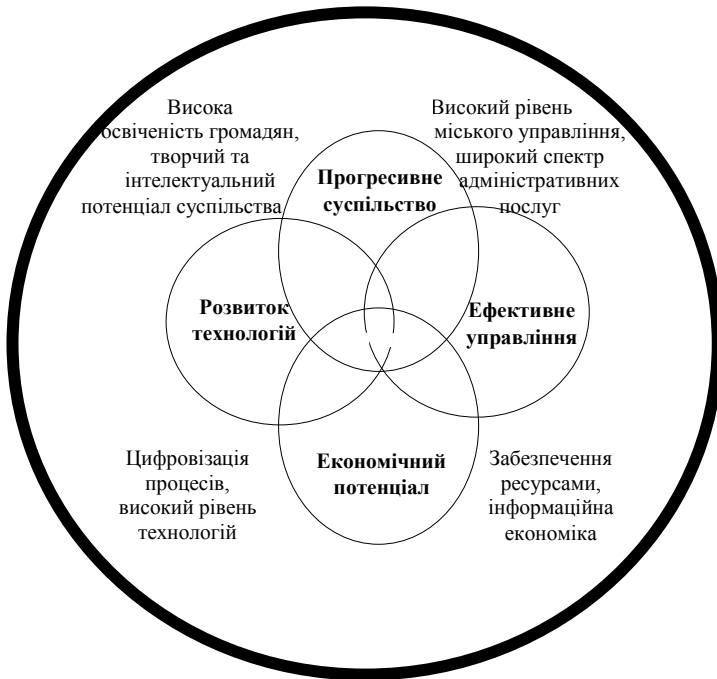 Висока
освіченість громадян,
творчий та
інтелектуальний
потенціал суспільства
Високий рівень
міського управління,
широкий спектр
адміністративних
послуг
Прогресивне
суспільство
Розвиток
технологій
Ефективне
управління
Економічний
потенціал
Цифровізація
процесів,
високий рівень
технологій
Забезпечення
ресурсами,
інформаційна
економіка